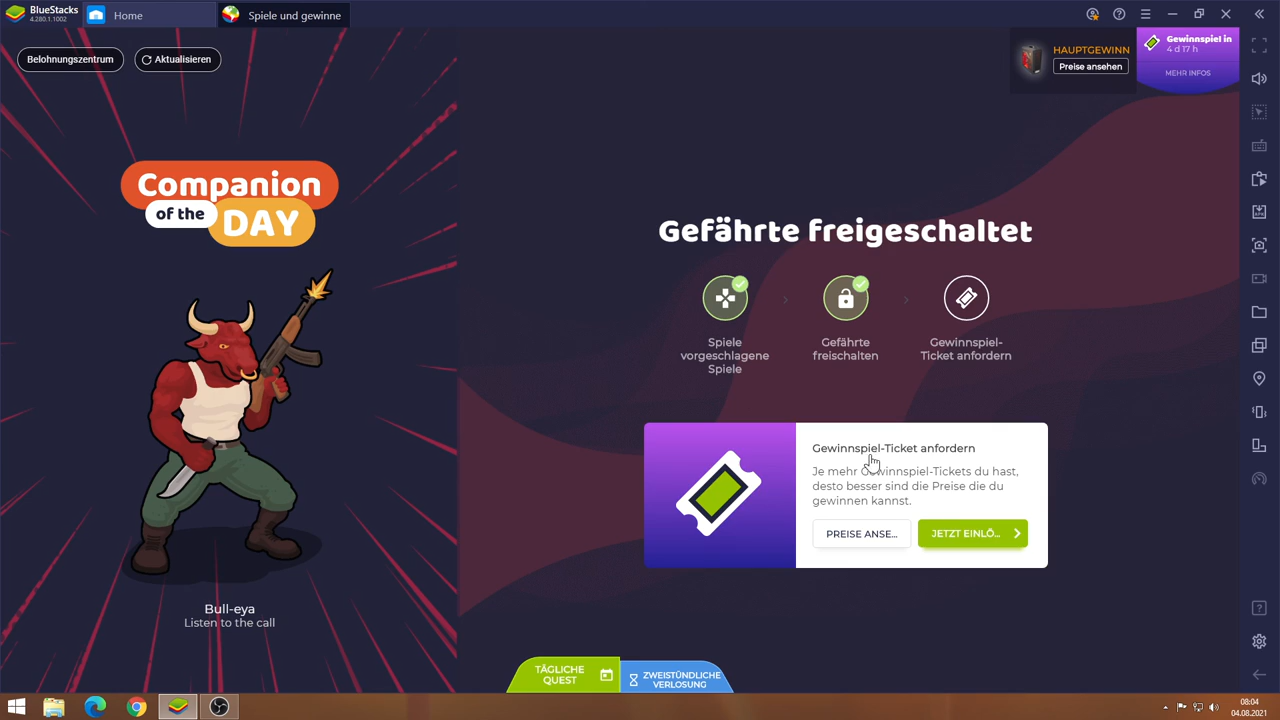 BlueStacks
4.280.1.1002
Home
Spiele und gewinne
Belohnungszentrum
Aktualisieren
HAUPTGEWINN
Preise ansehen
Gewinnspiel in
4 d 17 h
MEHR INFOS
Companion
of the DAY
Gefährte freigeschaltet
Spiele
vorgeschlagene
Spiele
Gefährte
freischalten
Gewinnspiel-
Ticket anfordern
Gewinnspiel-Ticket anfordern
Je mehr Gewinnspiel-Tickets du hast,
desto besser sind die Preise die du
gewinnen kannst.
PREISE ANSE...
JETZT EINLÖ...
Bull-eya
Listen to the call
TÄGLICHE
QUEST
ZWEISTÜNDLICHE
VERLOSUNG
08:04
04.08.2021